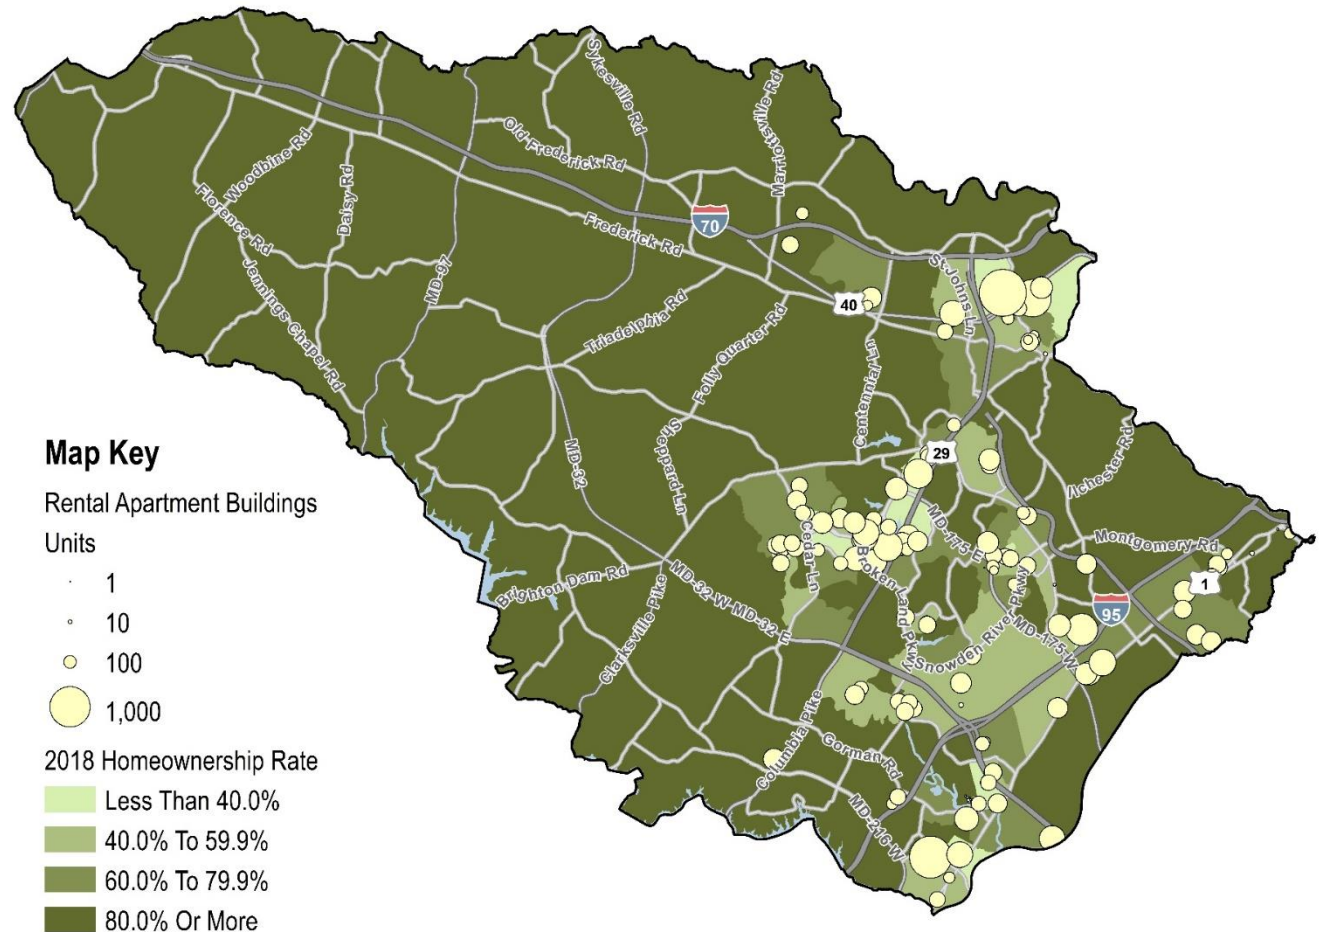 Sykesville Rd
Marriottsville Rd
Old Frederick Rd
Woodbine Rd
Daisy Rd
Florence Rd
70
Frederick Rd
Jennings Chapel Rd
MD-97
St Johns Ln
40
Triadelphia Rd
Folly Quarter Rd
Centennial Ln
Sheppard Ln
MD-32
29
Ilchester Rd
MD-175 E
Montgomery Rd
Cedar Ln
Broken Land Pkwy
Brighton Dam Rd
MD-32 W
MD-32 E
Clarksville Pike
Snowden River Pkwy
MD-175 W
95
1
Columbia Pike
Gorman Rd
MD-216 W
Map Key
Rental Apartment Buildings
Units
1
10
100
1,000
2018 Homeownership Rate
Less Than 40.0%
40.0% To 59.9%
60.0% To 79.9%
80.0% Or More